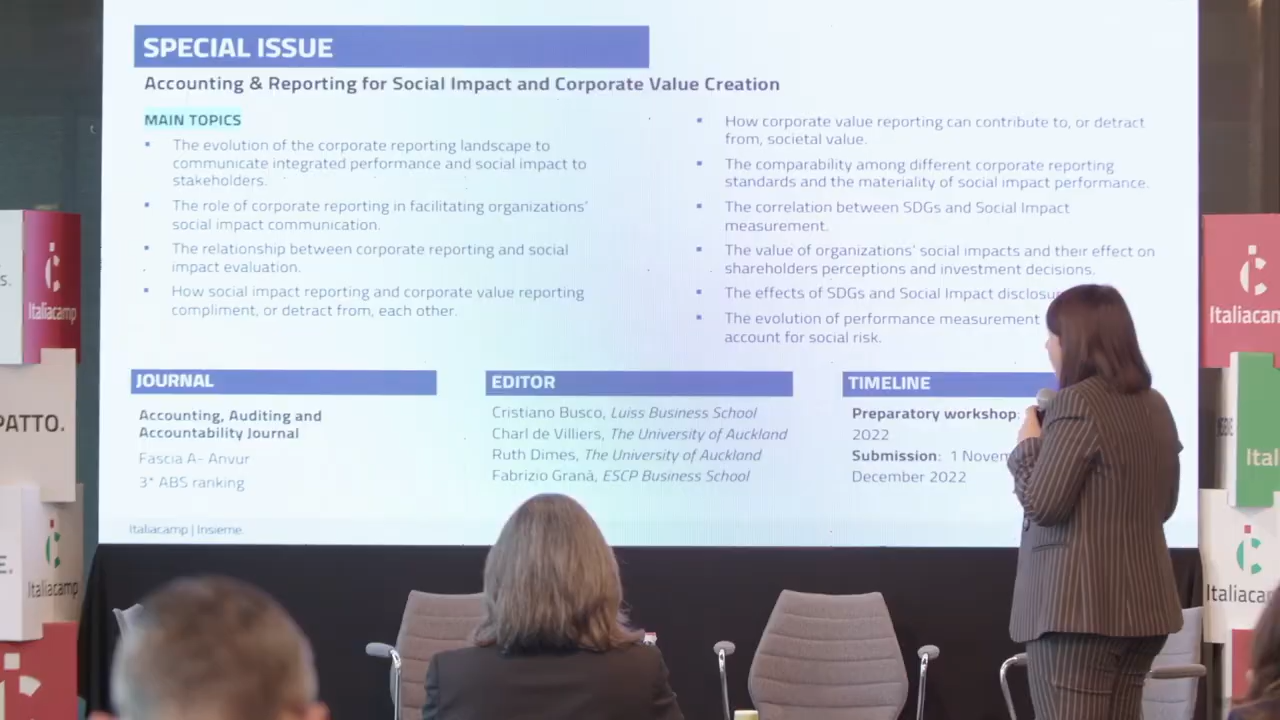 SPECIAL ISSUE
Accounting & Reporting for Social Impact and Corporate Value Creation
MAIN TOPICS
The evolution of the corporate reporting landscape to
communicate integrated performance and social impact to
stakeholders.
The role of corporate reporting in facilitating organizations'
social impact communication.
The relationship between corporate reporting and social
impact evaluation.
How social impact reporting and corporate value reporting
compliment, or detract from, each other.
How corporate value reporting can contribute to, or detract
from, societal value.
The comparability among different corporate reporting
standards and the materiality of social impact performance.
The correlation between SDGs and Social Impact
measurement.
The value of organizations' social impacts and their effect on
shareholders perceptions and investment decisions.
The effects of SDGs and Social Impact
The evolution of performance measurement
account for social risk.
JOURNAL
Accounting, Auditing and
Accountability Journal
Fascia A- Anvur
3* ABS ranking
EDITOR
Cristiano Busco, Luiss Business School
Charl de Villiers, The University of Auckland
Ruth Dimes, The University of Auckland
Fabrizio Granà, ESCP Business School
TIMELINE
Preparatory workshop:
2022
Submission: 1
December 2022
Italiacamp | Insieme.
Italiacamp
PATTO.
Italiacamp